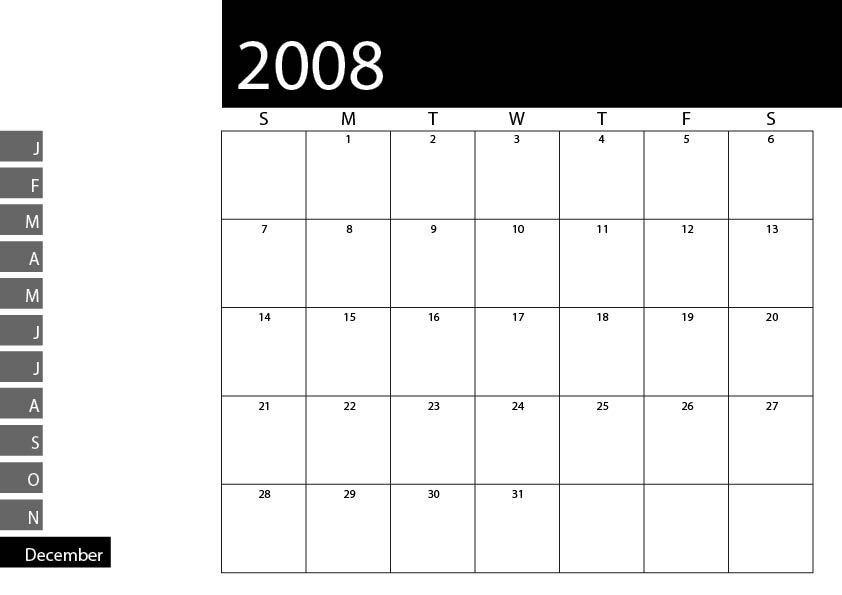 2008
S M T W T F S
1 2 3 4 5 6
7 8 9 10 11 12 13
14 15 16 17 18 19 20
21 22 23 24 25 26 27
28 29 30 31
J
F
M
A
M
J
J
A
S
O
N
December